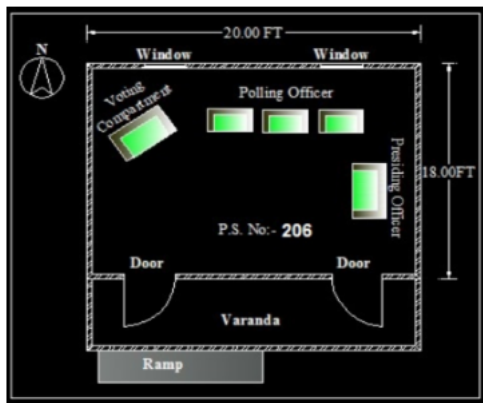 20.00 FT
N
Window Window
Voting
Compartment
Polling Officer
Presiding Officer
18.00FT
P.S. No:- 206
Door Door
Varanda
Ramp